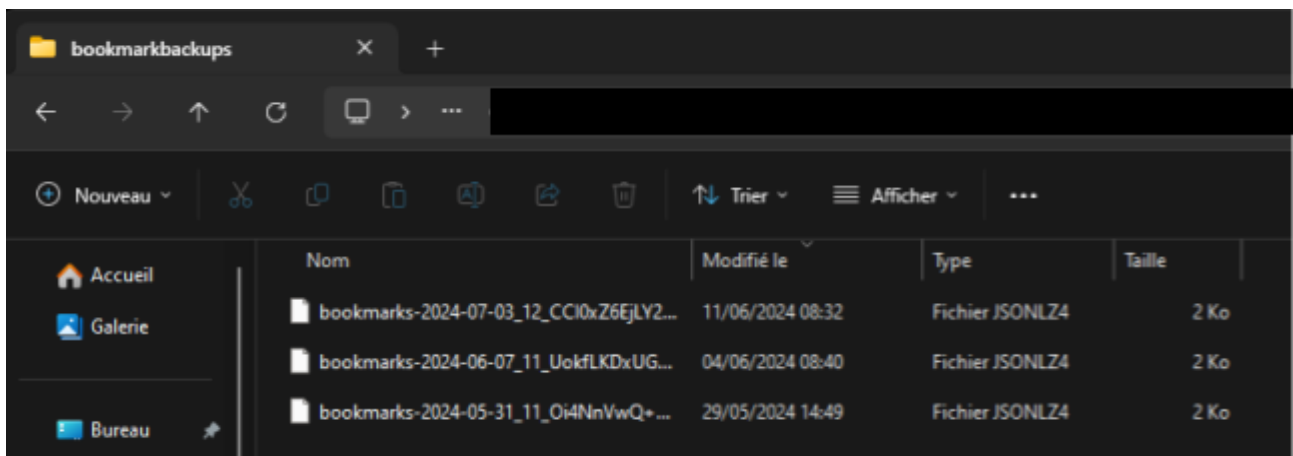 bookmarkbackups
Nouveau
Trier
Afficher
Accueil
Galerie
Bureau
Nom Modifié le Type Taille
bookmarks-2024-07-03_12_CCI0xZ6EjLY2... 11/06/2024 08:32 Fichier JSONLZ4 2 Ko
bookmarks-2024-06-07_11_UokfLKDxUG... 04/06/2024 08:40 Fichier JSONLZ4 2 Ko
bookmarks-2024-05-31_11_Oi4NnVwQ+... 29/05/2024 14:49 Fichier JSONLZ4 2 Ko